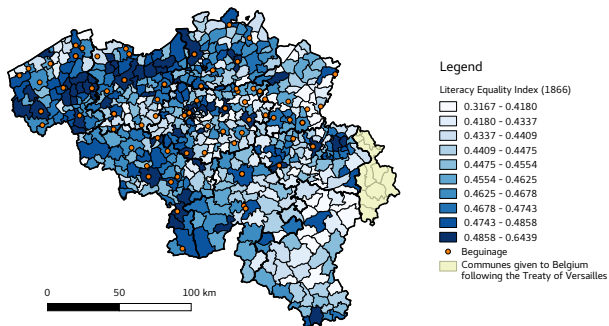 Legend
Literacy Equality Index (1866)
0.3167 - 0.4180
0.4180 - 0.4337
0.4337 - 0.4409
0.4409 - 0.4475
0.4475 - 0.4554
0.4554 - 0.4625
0.4625 - 0.4678
0.4678 - 0.4743
0.4743 - 0.4858
0.4858 - 0.6439
Beguinage
Communes given to Belgium
following the Treaty of Versailles
0 50 100 km